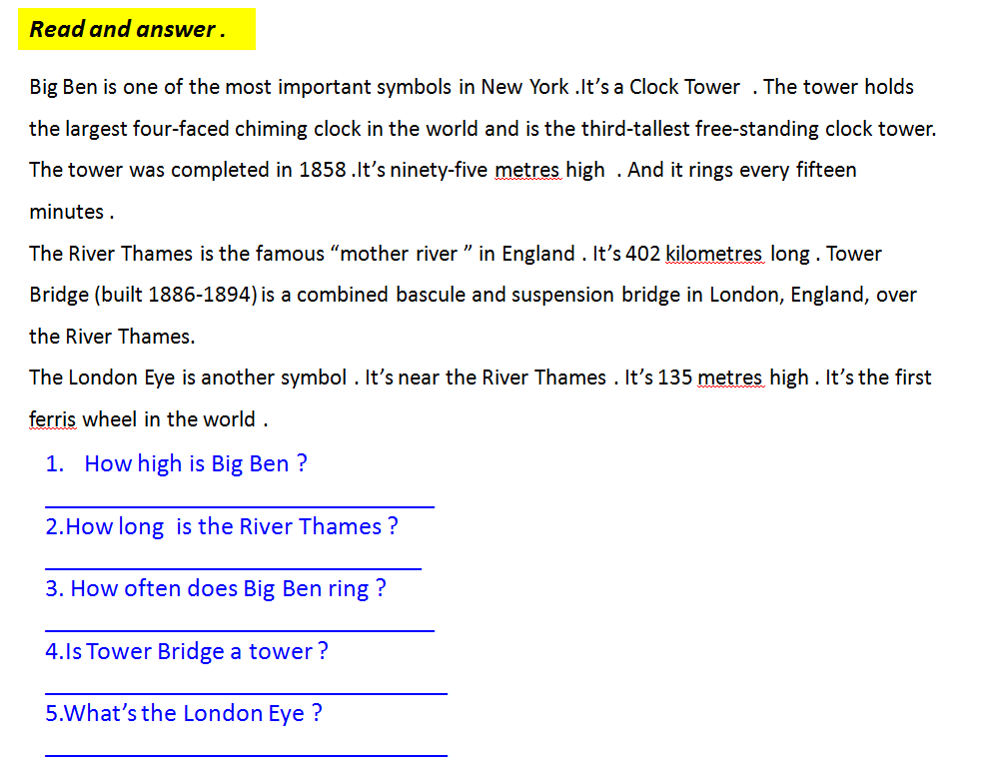 Read and answer .
Big Ben is one of the most important symbols in New York .It’s a Clock Tower . The tower holds
the largest four-faced chiming clock in the world and is the third-tallest free-standing clock tower.
The tower was completed in 1858 .It’s ninety-five metres high . And it rings every fifteen
minutes .
The River Thames is the famous “mother river ” in England . It’s 402 kilometres long . Tower
Bridge (built 1886-1894) is a combined bascule and suspension bridge in London, England, over
the River Thames.
The London Eye is another symbol . It’s near the River Thames . It’s 135 metres high . It’s the first
ferris wheel in the world .
1. How high is Big Ben ?
2.How long is the River Thames ?
3. How often does Big Ben ring ?
4.Is Tower Bridge a tower ?
5.What’s the London Eye ?